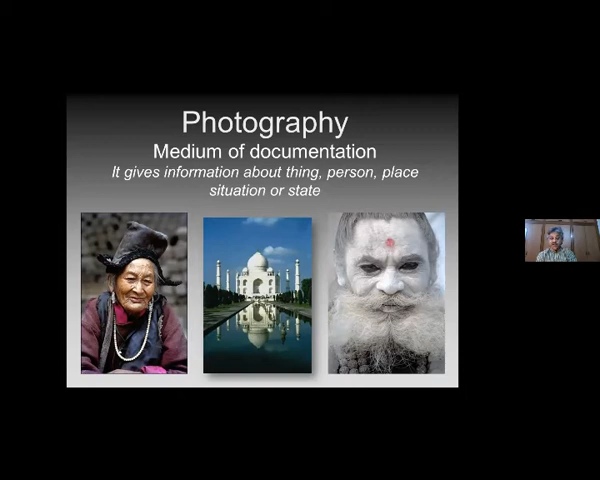 Photography
Medium of documentation
It gives information about thing, person, place
situation or state